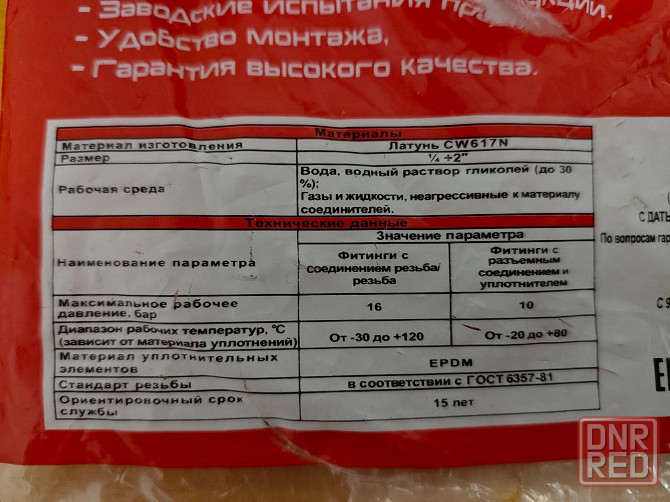 - Заводские испытания продукции,
- Удобство монтажа,
- Гарантия высокого качества.
Материалы
Материал изготовления Латунь CW617N
Размер ¼ ÷2"
Рабочая среда Вода, водный раствор гликолей (до 30 %);
Газы и жидкости, неагрессивные к материалу соединителей.
Технические данные
Наименование параметра Значение параметра
Фитинги с соединением резьба/резьба
Фитинги с разъемным соединением и уплотнителем
Максимальное рабочее давление, бар 16 10
Диапазон рабочих температур, °С (зависит от материала уплотнений) От -30 до +120 От -20 до +80
Материал уплотнительных элементов EPDM
Стандарт резьбы в соответствии с ГОСТ 6357-81
Ориентировочный срок службы 15 лет
С ДАТЫ
По вопросам гар
С 9
DNR
RED